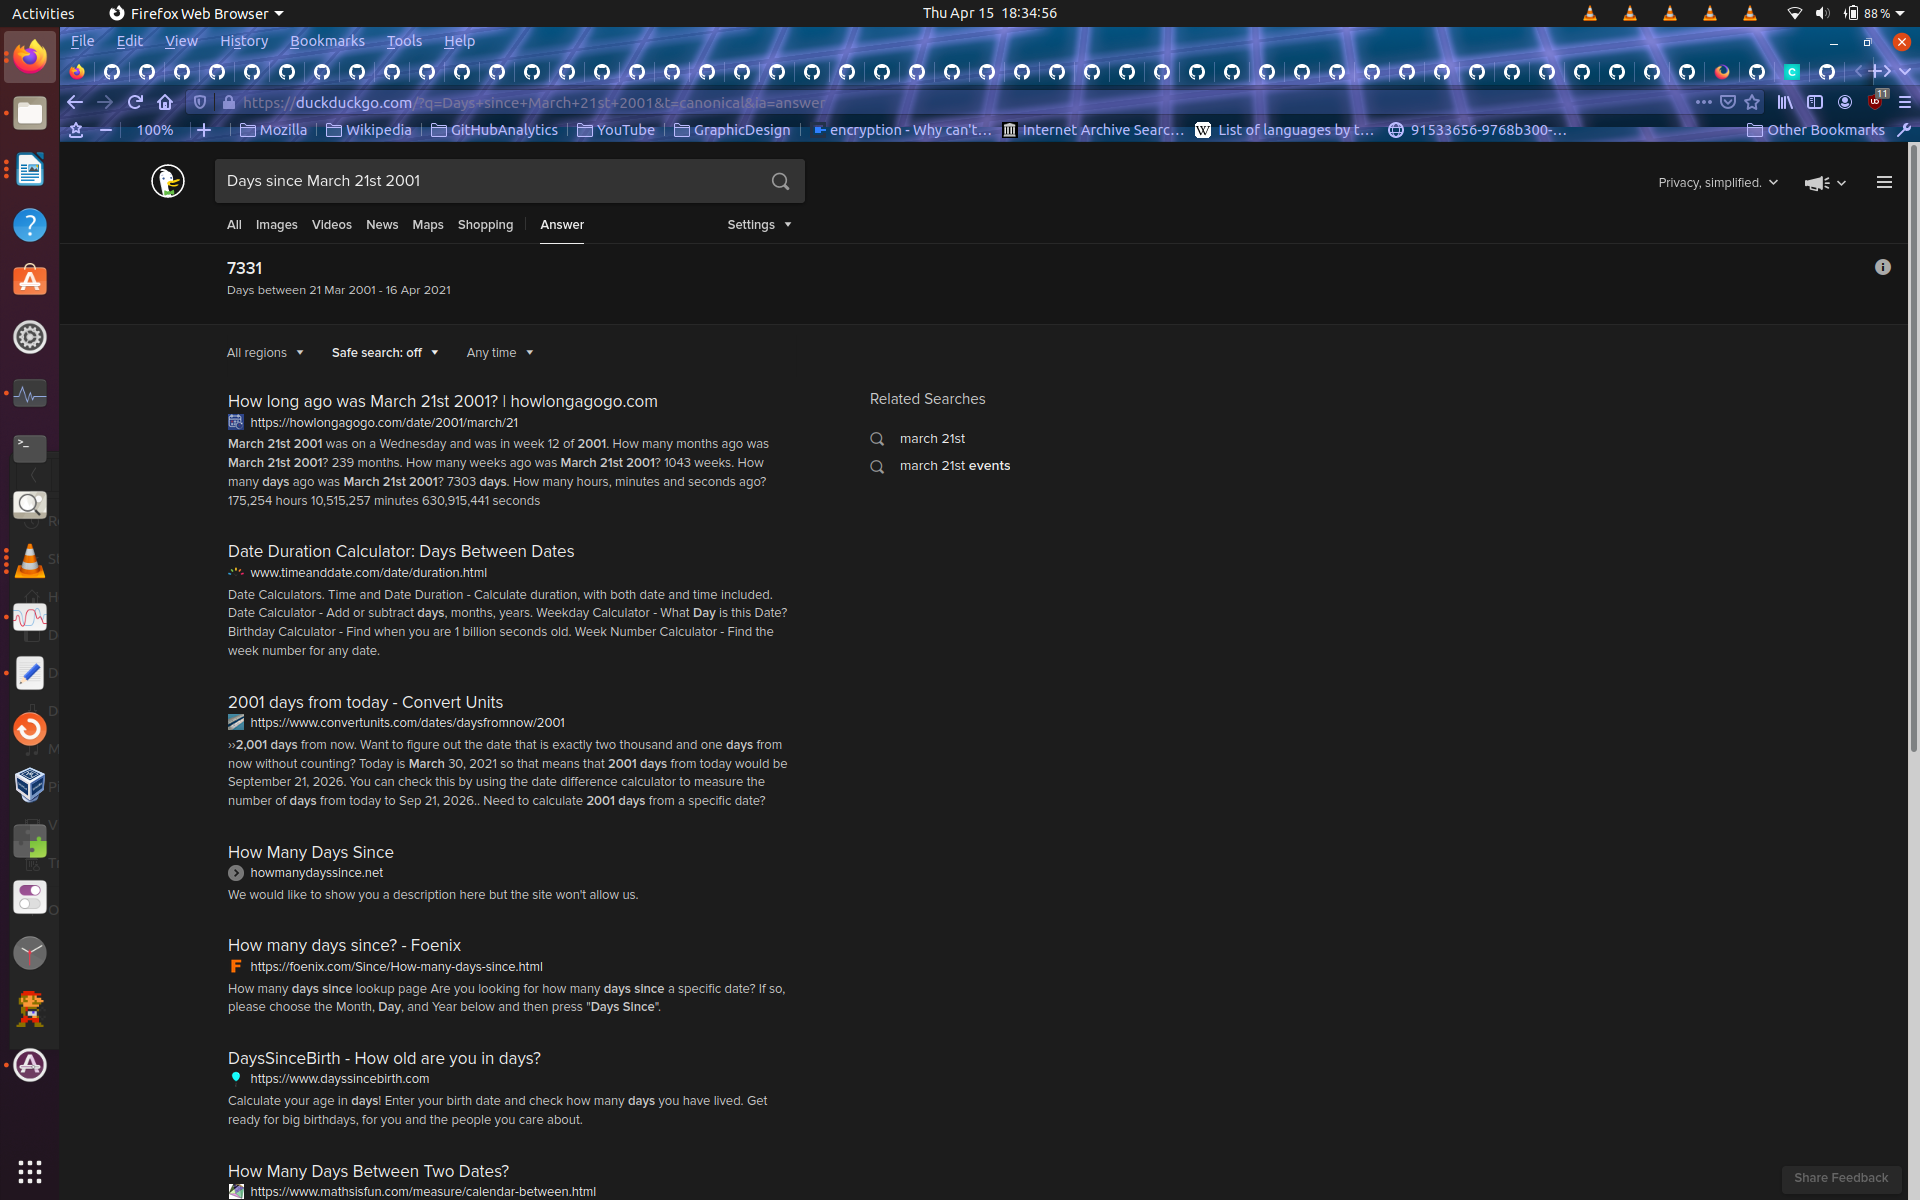 Activities Firefox Web Browser Thu Apr 15 18:34:56 88 %
File Edit View History Bookmarks Tools Help
C
https://duckduckgo.com/?q=Days+since+March+21st+2001&t=canonical&ia=answer 11
100% Mozilla Wikipedia GitHubAnalytics YouTube GraphicDesign encryption - Why can't… Internet Archive Searc… W List of languages by t… 91533656-9768b300-… Other Bookmarks
Days since March 21st 2001
Privacy, simplified.
All Images Videos News Maps Shopping Answer Settings
7331
Days between 21 Mar 2001 - 16 Apr 2021
All regions Safe search: off Any time
How long ago was March 21st 2001? | howlongagogo.com
https://howlongagogo.com/date/2001/march/21
March 21st 2001 was on a Wednesday and was in week 12 of 2001. How many months ago was
March 21st 2001? 239 months. How many weeks ago was March 21st 2001? 1043 weeks. How
many days ago was March 21st 2001? 7303 days. How many hours, minutes and seconds ago?
175,254 hours 10,515,257 minutes 630,915,441 seconds
Related Searches
march 21st
march 21st events
Date Duration Calculator: Days Between Dates
www.timeanddate.com/date/duration.html
Date Calculators. Time and Date Duration - Calculate duration, with both date and time included.
Date Calculator - Add or subtract days, months, years. Weekday Calculator - What Day is this Date?
Birthday Calculator - Find when you are 1 billion seconds old. Week Number Calculator - Find the
week number for any date.
2001 days from today - Convert Units
https://www.convertunits.com/dates/daysfromnow/2001
››2,001 days from now. Want to figure out the date that is exactly two thousand and one days from
now without counting? Today is March 30, 2021 so that means that 2001 days from today would be
September 21, 2026. You can check this by using the date difference calculator to measure the
number of days from today to Sep 21, 2026.. Need to calculate 2001 days from a specific date?
How Many Days Since
howmanydayssince.net
We would like to show you a description here but the site won't allow us.
How many days since? - Foenix
https://foenix.com/Since/How-many-days-since.html
How many days since lookup page Are you looking for how many days since a specific date? If so,
please choose the Month, Day, and Year below and then press "Days Since".
DaysSinceBirth - How old are you in days?
https://www.dayssincebirth.com
Calculate your age in days! Enter your birth date and check how many days you have lived. Get
ready for big birthdays, for you and the people you care about.
How Many Days Between Two Dates?
https://www.mathsisfun.com/measure/calendar-between.html
Share Feedback